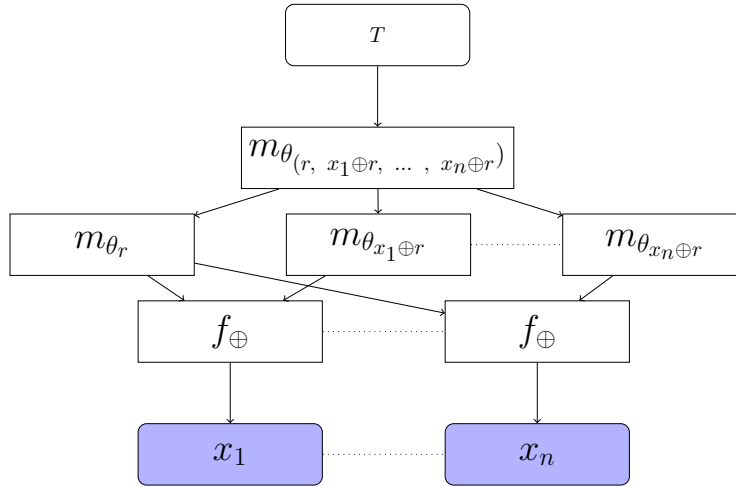 T
m_{θ_{(r, x_1⊕r, ... , x_n⊕r)}}
m_{θ_r} m_{θ_{x_1⊕r}} m_{θ_{x_n⊕r}}
f_⊕ f_⊕
x_1 x_n